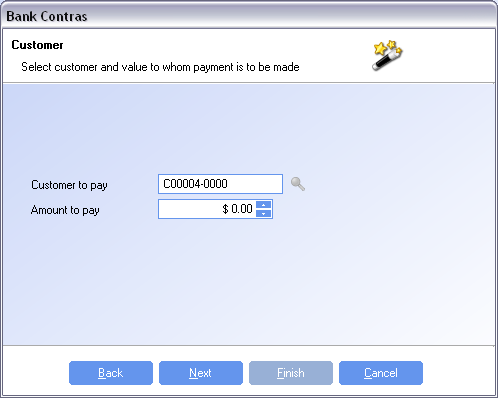 Bank Contras
Customer
Select customer and value to whom payment is to be made
Customer to pay C00004-0000
Amount to pay $ 0.00
Back Next Finish Cancel